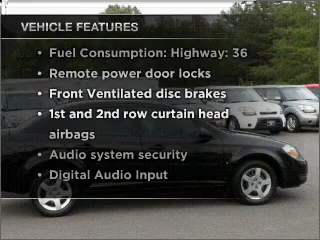 VEHICLE FEATURES
• Fuel Consumption: Highway: 36
• Remote power door locks
• Front Ventilated disc brakes
• 1st and 2nd row curtain head
airbags
• Audio system security
• Digital Audio Input